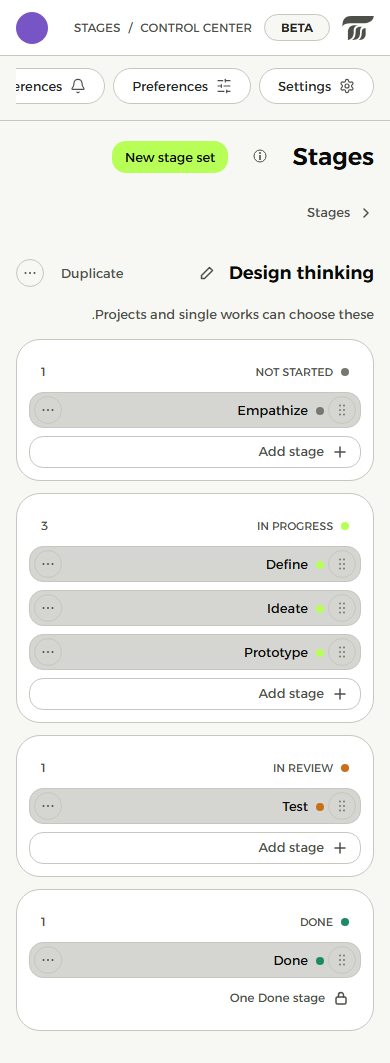 STAGES / CONTROL CENTER BETA
erences Preferences Settings
Stages New stage set
Stages
Design thinking Duplicate
.Projects and single works can choose these
NOT STARTED 1
Empathize
Add stage
IN PROGRESS 3
Define
Ideate
Prototype
Add stage
IN REVIEW 1
Test
Add stage
DONE 1
Done
One Done stage